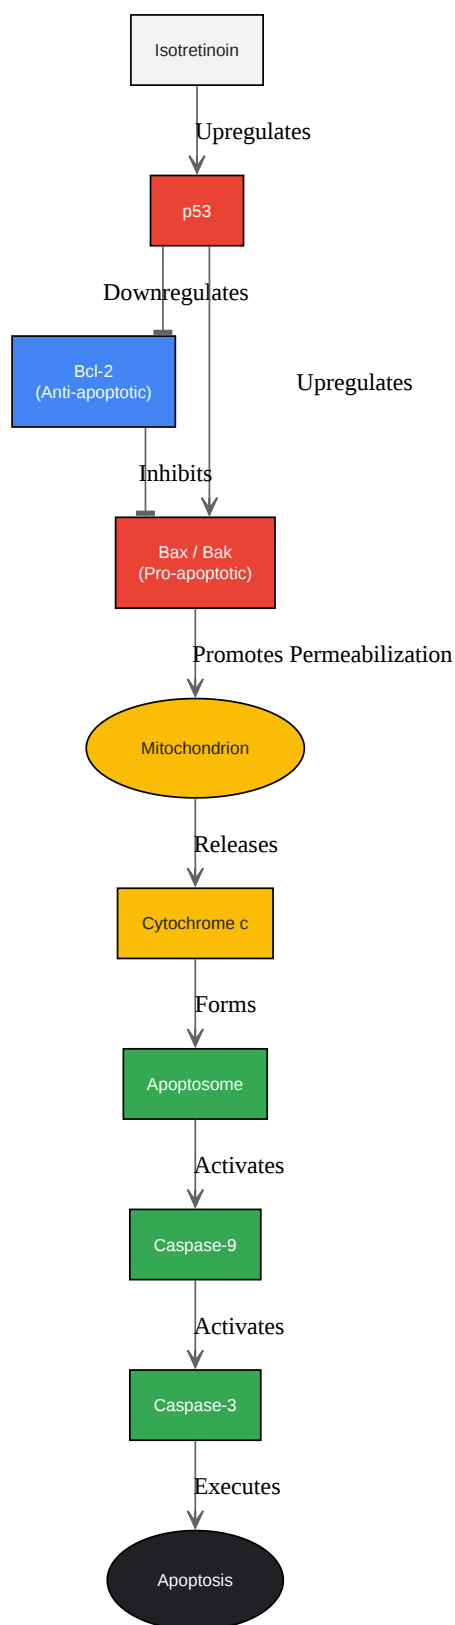 Isotretinoin
Upregulates
p53
Downregulates
Bcl-2
(Anti-apoptotic)
Upregulates
Inhibits
Bax / Bak
(Pro-apoptotic)
Promotes Permeabilization
Mitochondrion
Releases
Cytochrome c
Forms
Apoptosome
Activates
Caspase-9
Activates
Caspase-3
Executes
Apoptosis